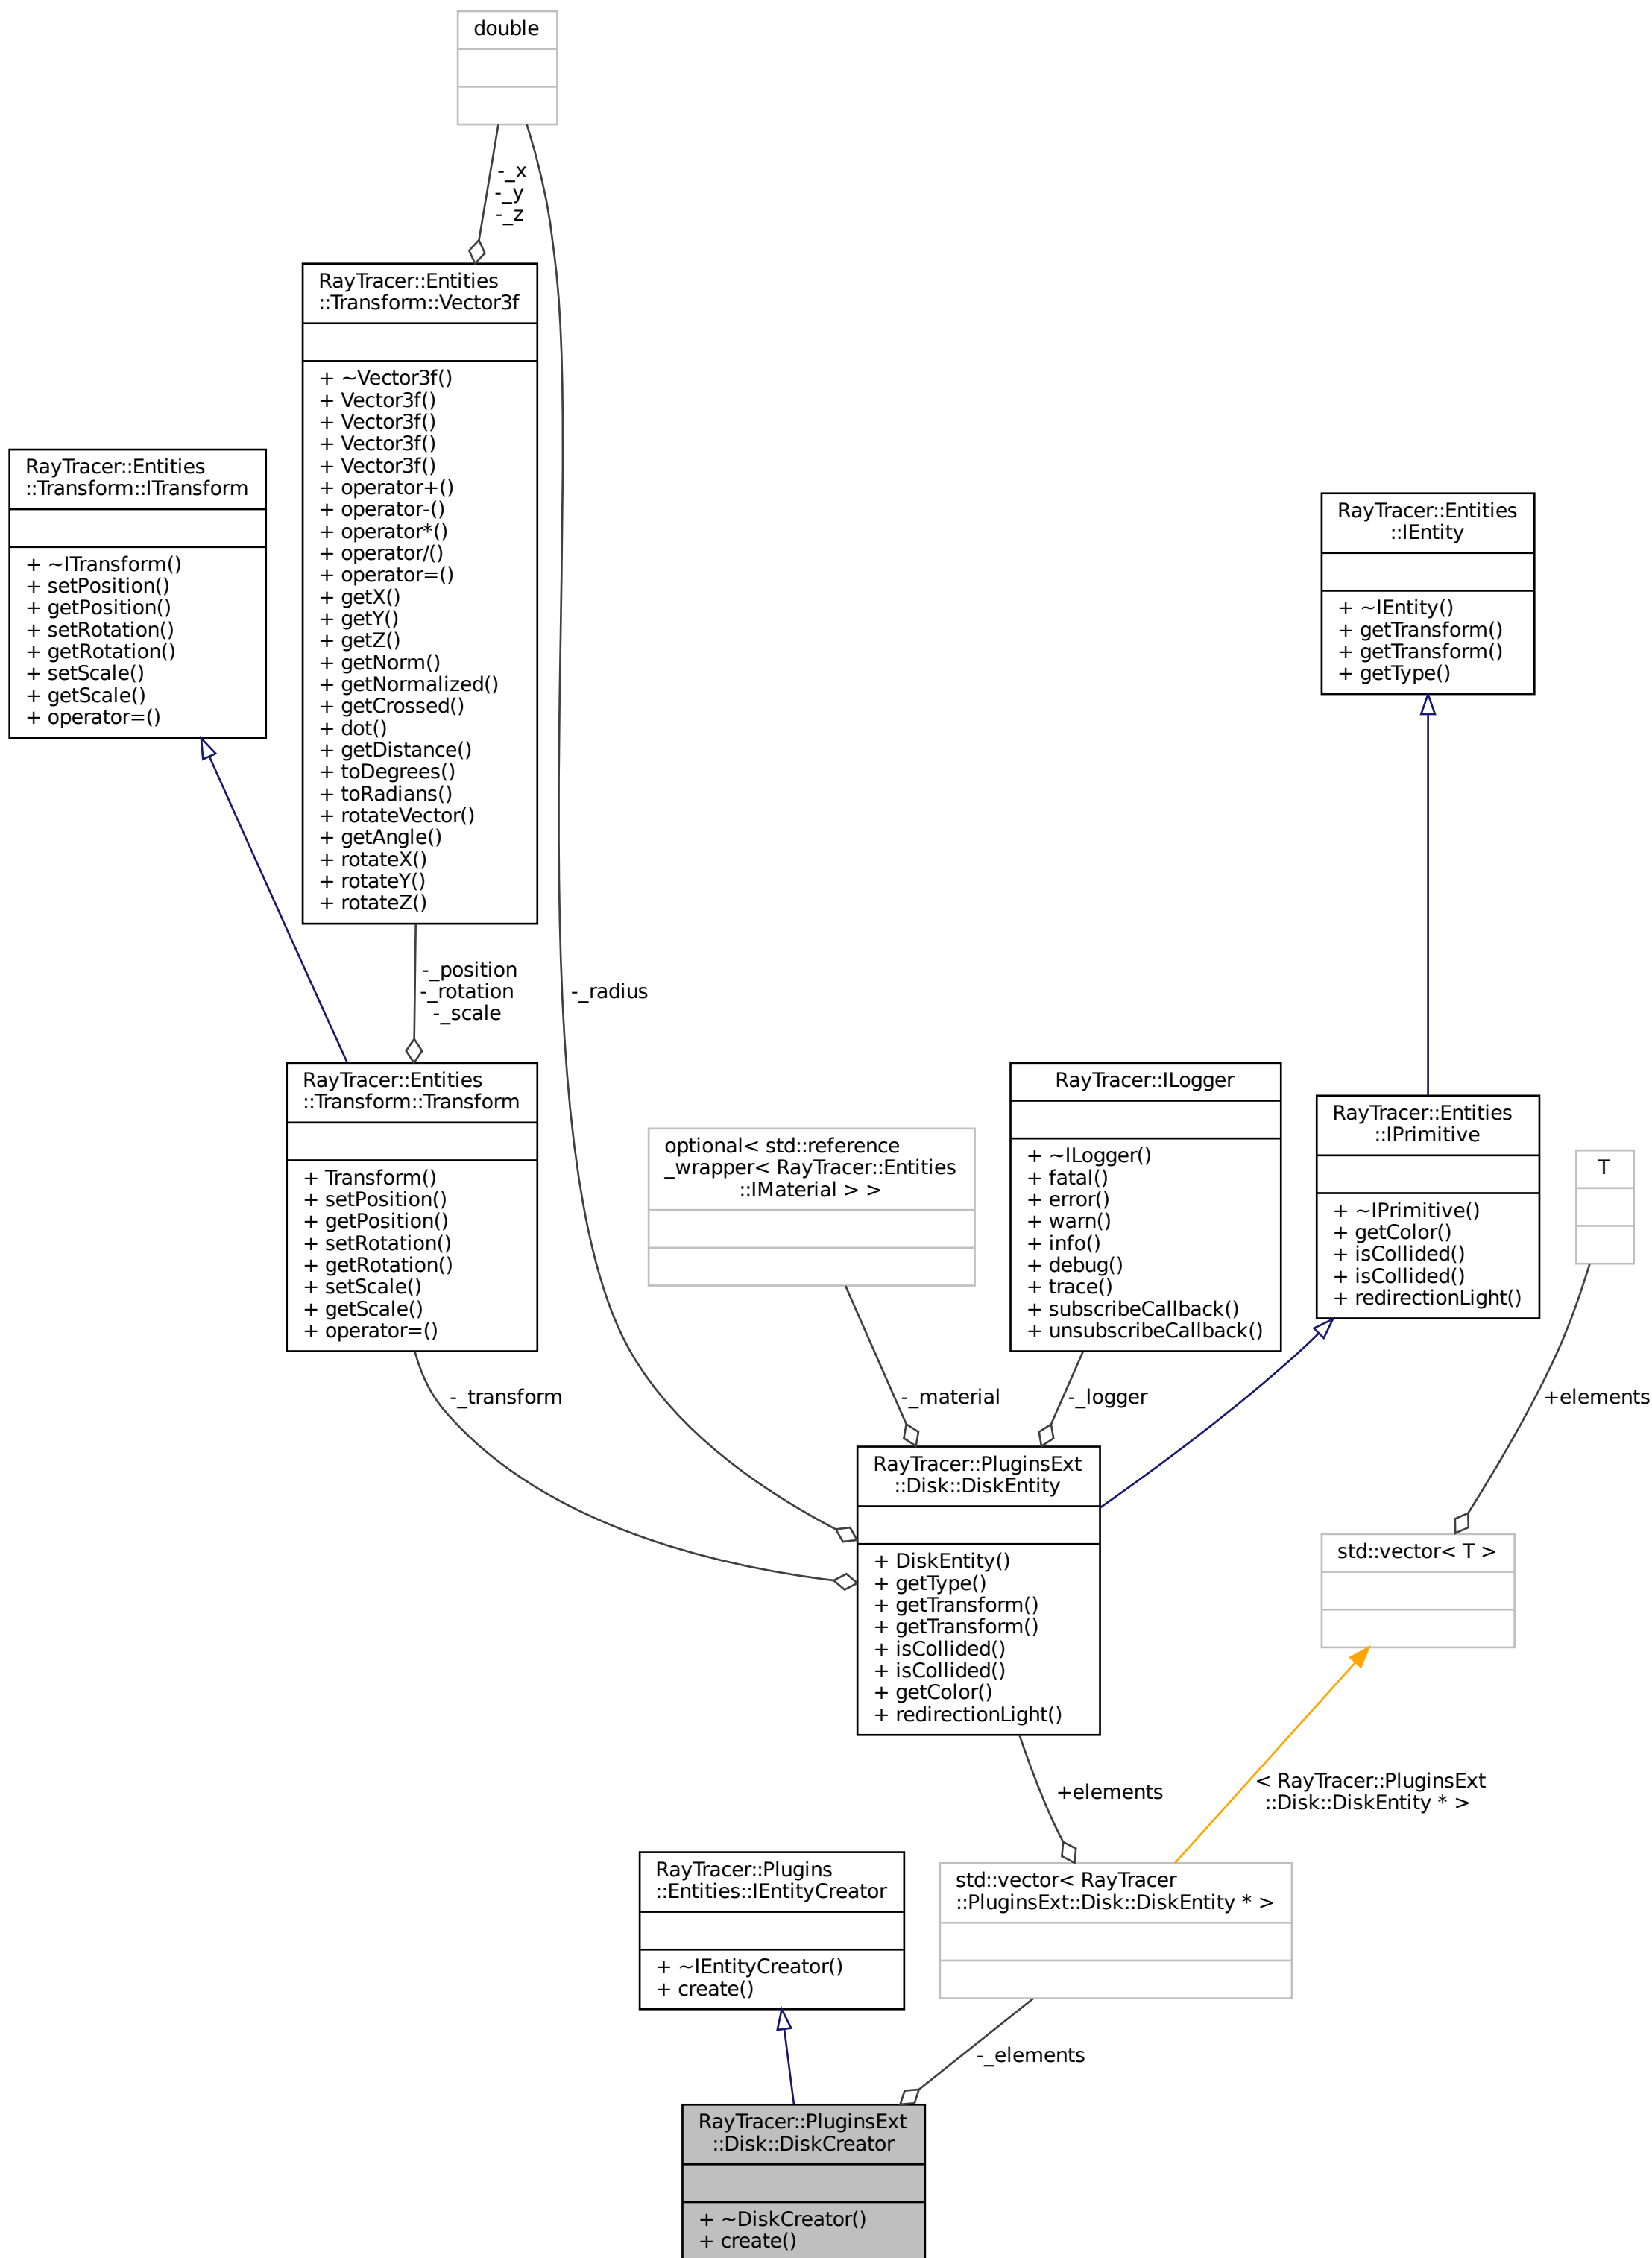 double
-_x
-_y
-_z
RayTracer::Entities
::Transform::Vector3f
+ ~Vector3f()
+ Vector3f()
+ Vector3f()
+ Vector3f()
+ Vector3f()
+ operator+()
+ operator-()
+ operator*()
+ operator/()
+ operator=()
+ getX()
+ getY()
+ getZ()
+ getNorm()
+ getNormalized()
+ getCrossed()
+ dot()
+ getDistance()
+ toDegrees()
+ toRadians()
+ rotateVector()
+ getAngle()
+ rotateX()
+ rotateY()
+ rotateZ()
RayTracer::Entities
::Transform::ITransform
+ ~ITransform()
+ setPosition()
+ getPosition()
+ setRotation()
+ getRotation()
+ setScale()
+ getScale()
+ operator=()
RayTracer::Entities
::IEntity
+ ~IEntity()
+ getTransform()
+ getTransform()
+ getType()
-_position
-_rotation
-_scale
-_radius
RayTracer::Entities
::Transform::Transform
+ Transform()
+ setPosition()
+ getPosition()
+ setRotation()
+ getRotation()
+ setScale()
+ getScale()
+ operator=()
optional< std::reference
_wrapper< RayTracer::Entities
::IMaterial > >
RayTracer::ILogger
+ ~ILogger()
+ fatal()
+ error()
+ warn()
+ info()
+ debug()
+ trace()
+ subscribeCallback()
+ unsubscribeCallback()
RayTracer::Entities
::IPrimitive
+ ~IPrimitive()
+ getColor()
+ isCollided()
+ isCollided()
+ redirectionLight()
T
-_transform
-_material
-_logger
+elements
RayTracer::PluginsExt
::Disk::DiskEntity
+ DiskEntity()
+ getType()
+ getTransform()
+ getTransform()
+ isCollided()
+ isCollided()
+ getColor()
+ redirectionLight()
std::vector< T >
+elements
< RayTracer::PluginsExt
::Disk::DiskEntity * >
RayTracer::Plugins
::Entities::IEntityCreator
+ ~IEntityCreator()
+ create()
std::vector< RayTracer
::PluginsExt::Disk::DiskEntity * >
-_elements
RayTracer::PluginsExt
::Disk::DiskCreator
+ ~DiskCreator()
+ create()